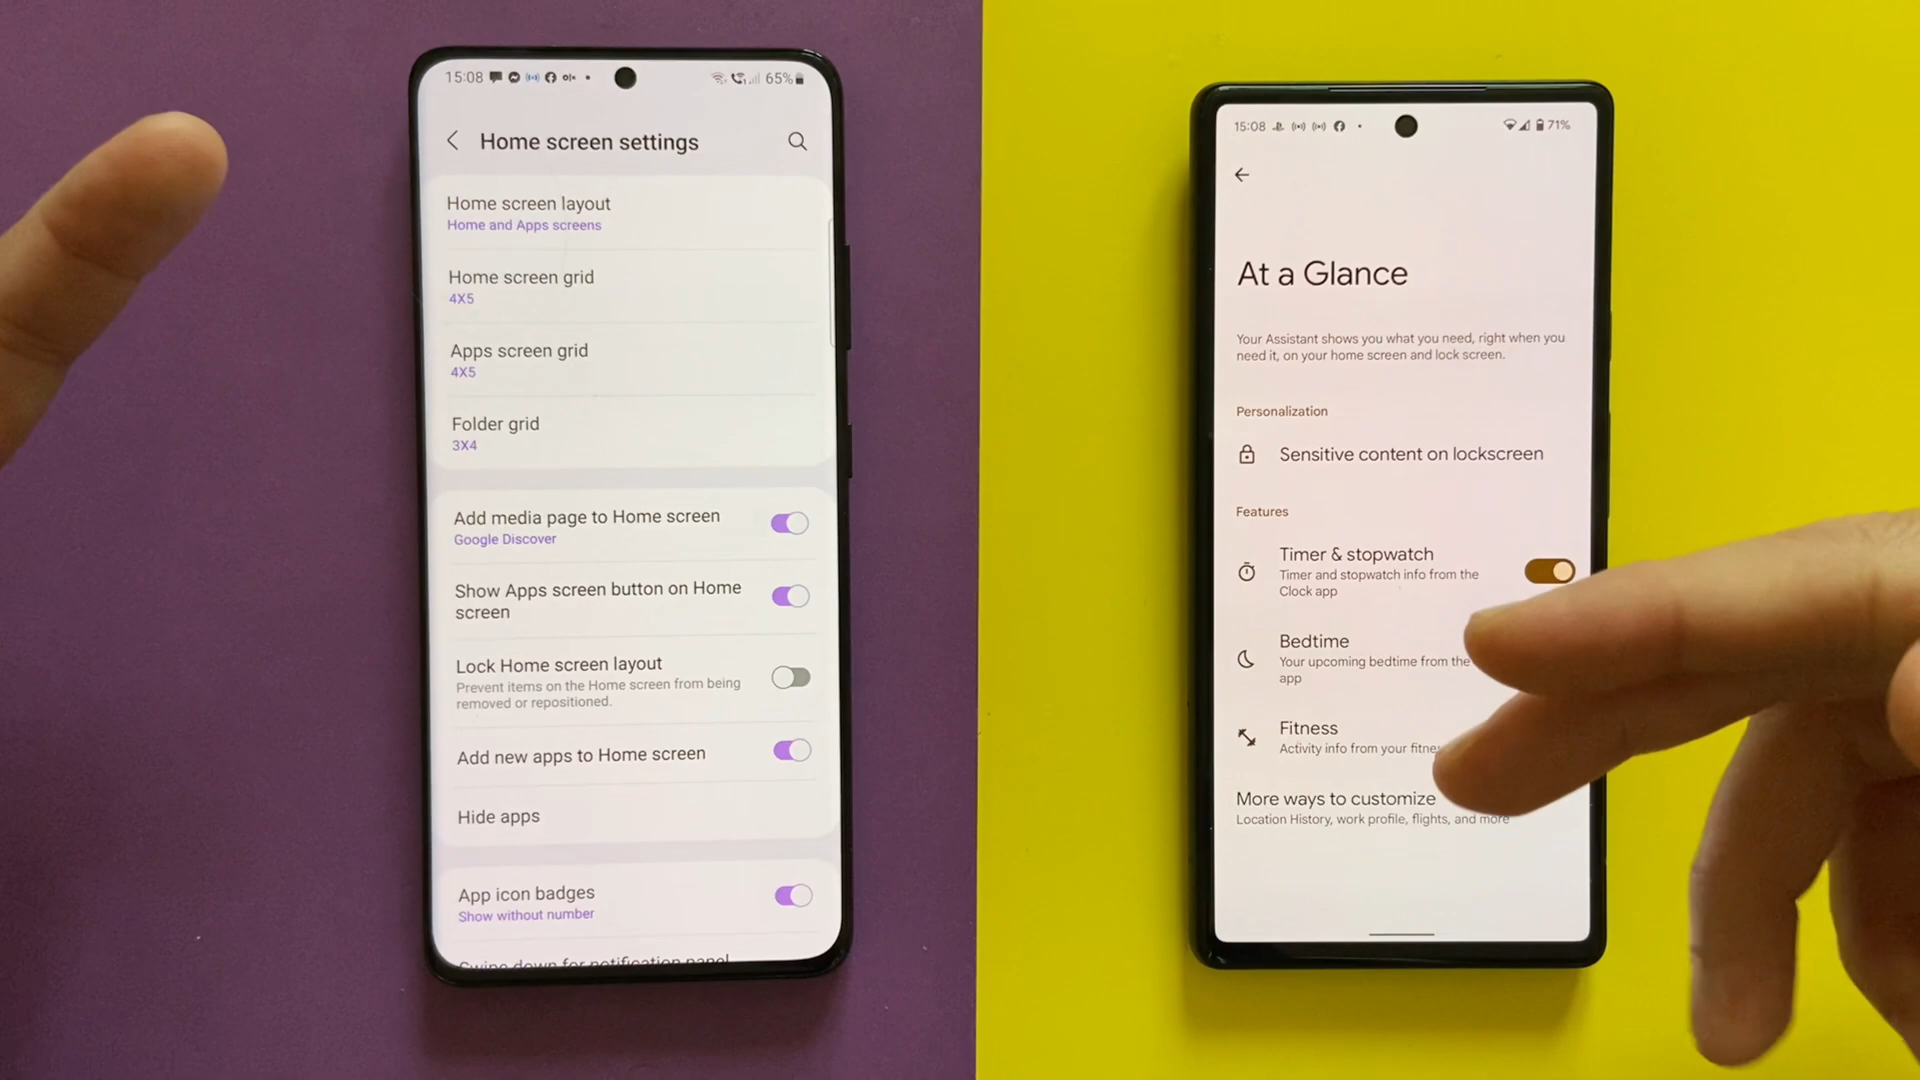 15:08
65%
Home screen settings
Home screen layout
Home and Apps screens
Home screen grid
4X5
Apps screen grid
4X5
Folder grid
3X4
Add media page to Home screen
Google Discover
Show Apps screen button on Home
screen
Lock Home screen layout
Prevent items on the Home screen from being
removed or repositioned.
Add new apps to Home screen
Hide apps
App icon badges
Show without number
Swipe down for notification panel
15:08
71%
At a Glance
Your Assistant shows you what you need, right when you
need it, on your home screen and lock screen.
Personalization
Sensitive content on lockscreen
Features
Timer & stopwatch
Timer and stopwatch info from the
Clock app
Bedtime
Your upcoming bedtime from the
app
Fitness
Activity info from your
More ways to customize
Location History, work profile, flights, and more